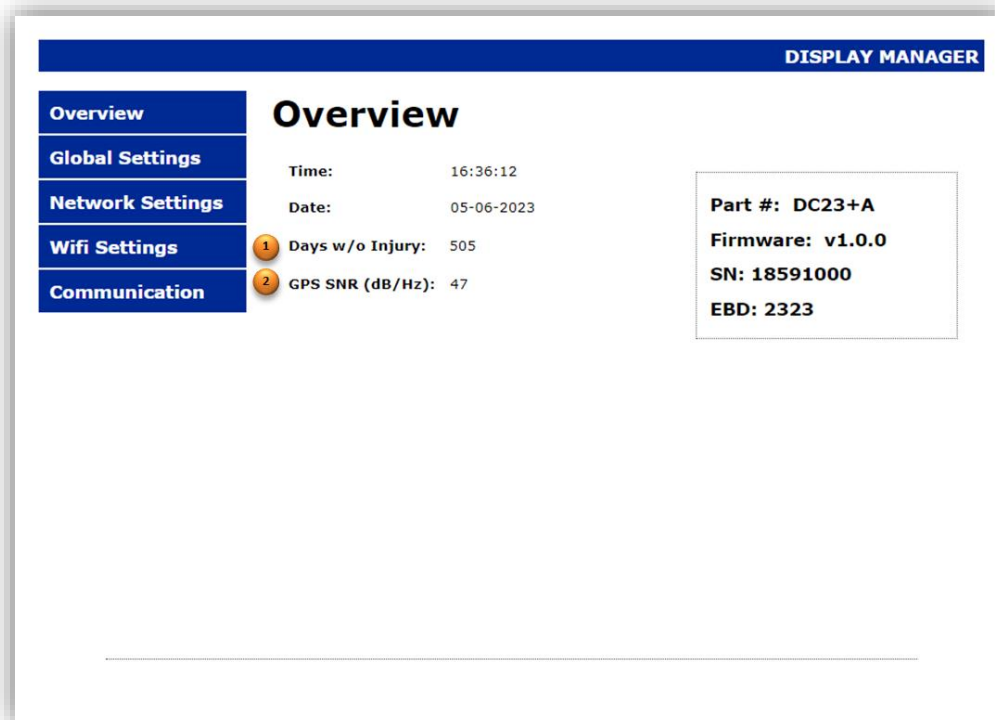 DISPLAY MANAGER
Overview
Global Settings
Network Settings
Wifi Settings
Communication
Overview
Time: 16:36:12
Date: 05-06-2023
1 Days w/o Injury: 505
2 GPS SNR (dB/Hz): 47
Part #: DC23+A
Firmware: v1.0.0
SN: 18591000
EBD: 2323